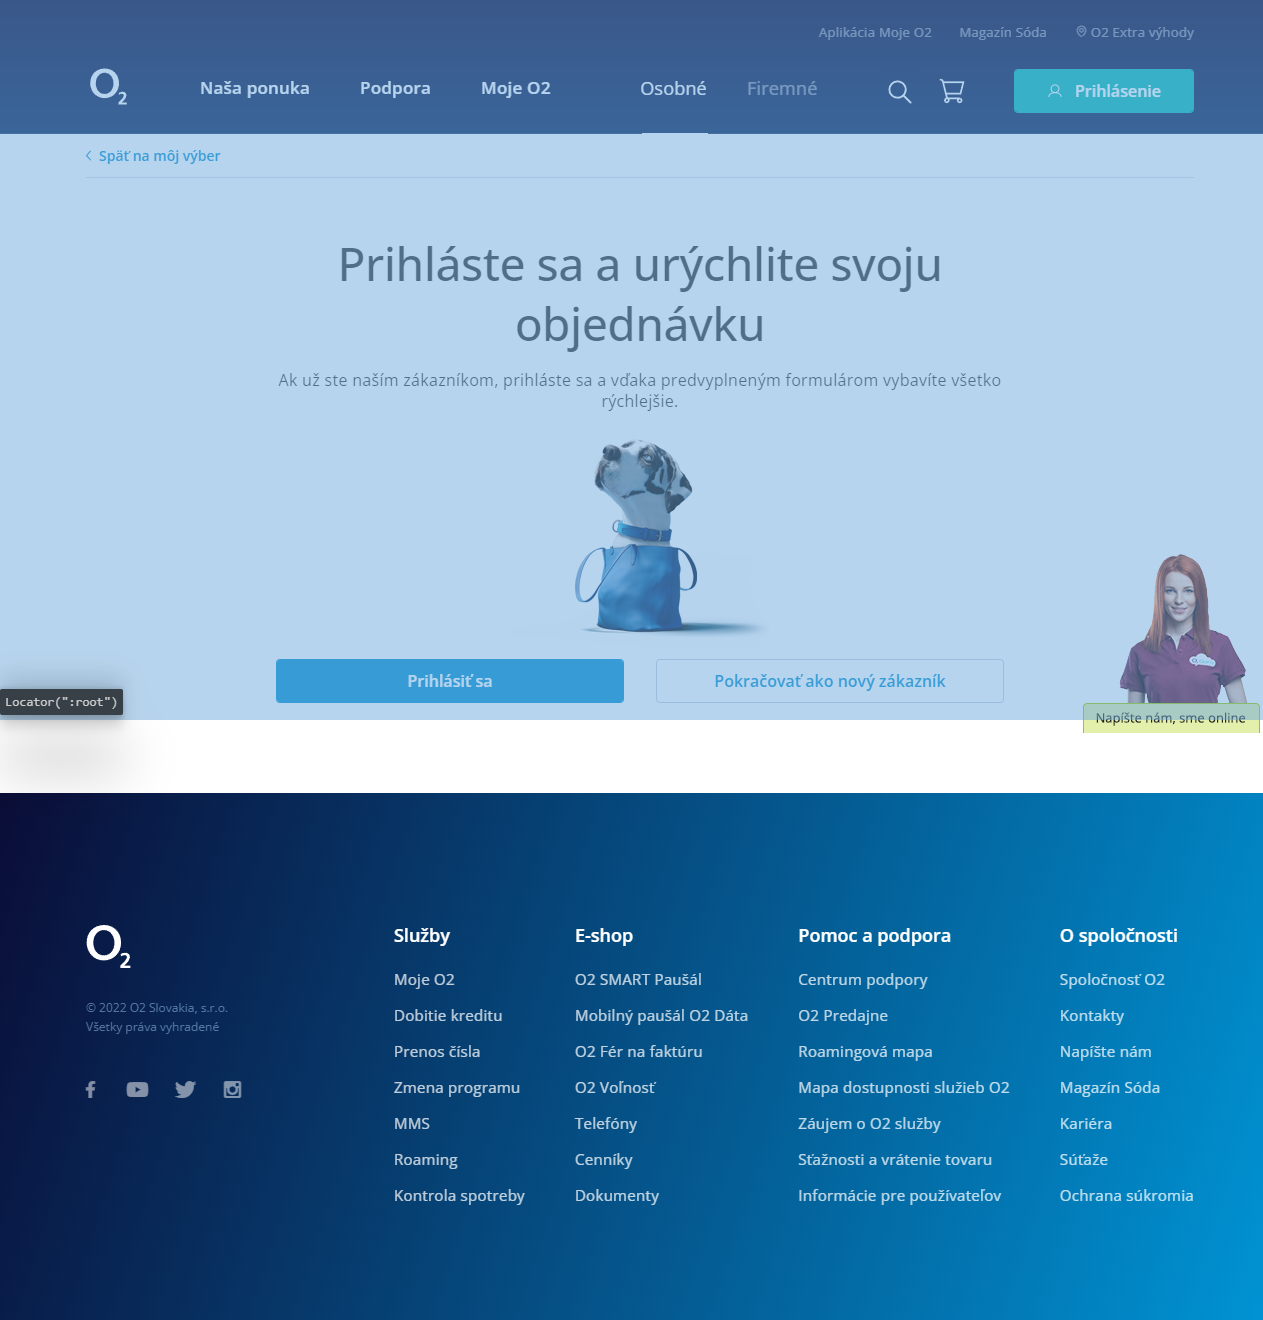 Aplikácia Moje O2 Magazín Sóda O2 Extra výhody
O2 Naša ponuka Podpora Moje O2 Osobné Firemné Prihlásenie
Späť na môj výber
Prihláste sa a urýchlite svoju
objednávku
Ak už ste naším zákazníkom, prihláste sa a vďaka predvyplneným formulárom vybavíte všetko
rýchlejšie.
Prihlásiť sa
Pokračovať ako nový zákazník
Locator(":root")
Napíšte nám, sme online
O2
© 2022 O2 Slovakia, s.r.o.
Všetky práva vyhradené
Služby
Moje O2
Dobitie kreditu
Prenos čísla
Zmena programu
MMS
Roaming
Kontrola spotreby
E-shop
O2 SMART Paušál
Mobilný paušál O2 Dáta
O2 Fér na faktúru
O2 Voľnosť
Telefóny
Cenníky
Dokumenty
Pomoc a podpora
Centrum podpory
O2 Predajne
Roamingová mapa
Mapa dostupnosti služieb O2
Záujem o O2 služby
Sťažnosti a vrátenie tovaru
Informácie pre používateľov
O spoločnosti
Spoločnosť O2
Kontakty
Napíšte nám
Magazín Sóda
Kariéra
Súťaže
Ochrana súkromia